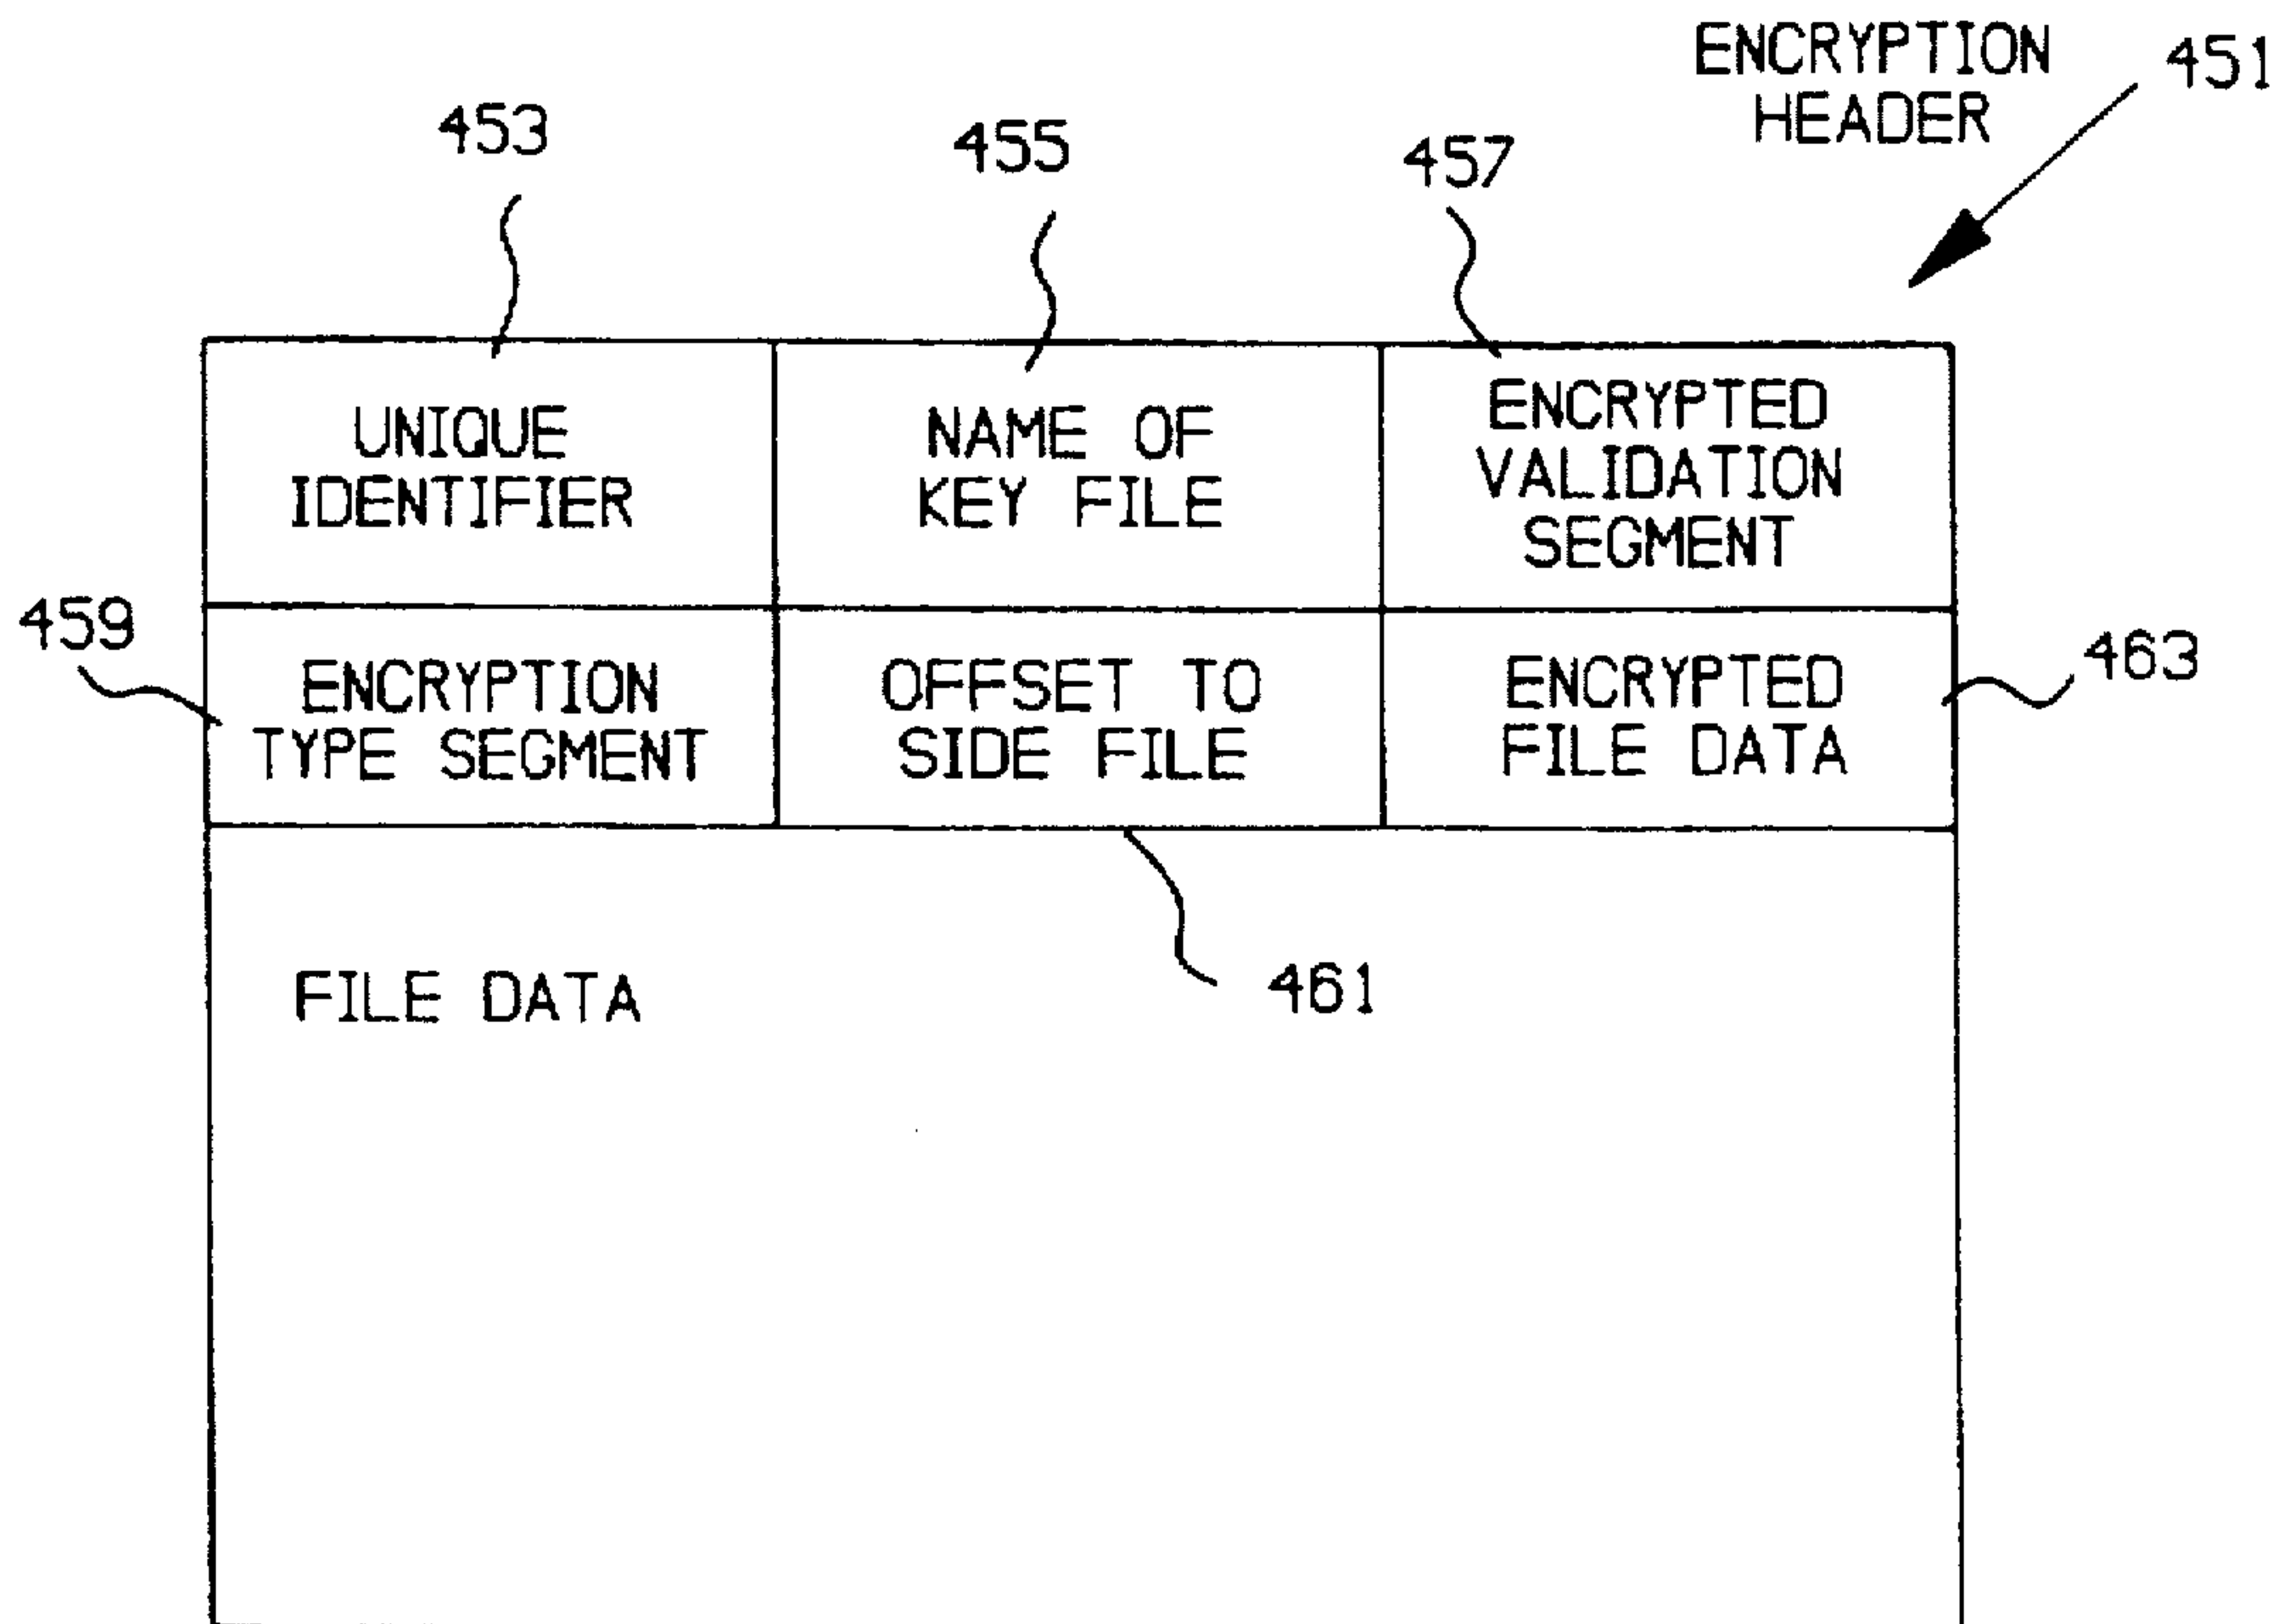 ENCRYPTION
HEADER
451
453
455
457
UNIQUE
IDENTIFIER
NAME OF
KEY FILE
ENCRYPTED
VALIDATION
SEGMENT
459
ENCRYPTION
TYPE SEGMENT
OFFSET TO
SIDE FILE
ENCRYPTED
FILE DATA
463
FILE DATA
461